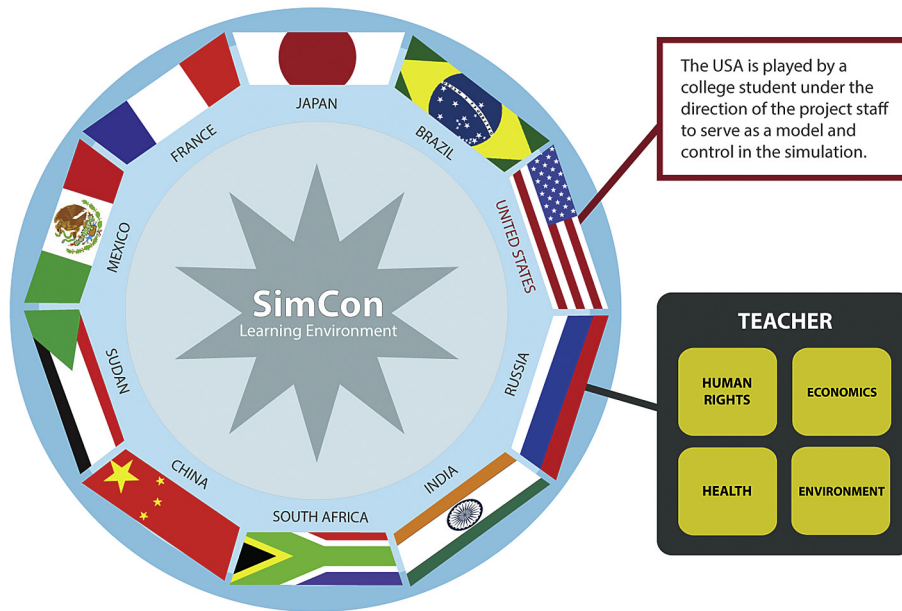 JAPAN
BRAZIL
UNITED STATES
RUSSIA
INDIA
SOUTH AFRICA
CHINA
SUDAN
MEXICO
FRANCE
SimCon
Learning Environment
The USA is played by a
college student under the
direction of the project staff
to serve as a model and
control in the simulation.
TEACHER
HUMAN
RIGHTS
ECONOMICS
HEALTH
ENVIRONMENT